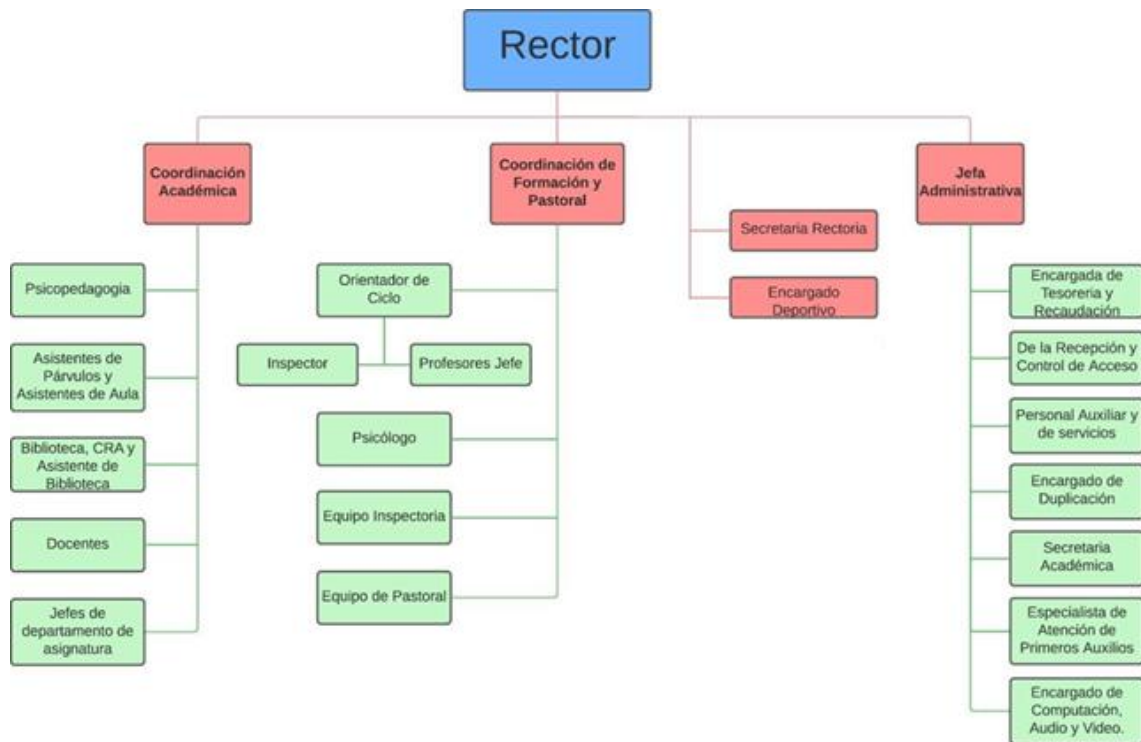 Rector
Coordinación
Académica
Coordinación de
Formación y
Pastoral
Jefa
Administrativa
Secretaria Rectoria
Encargado
Deportivo
Psicopedagogia
Asistentes de
Párvulos y
Asistentes de Aula
Biblioteca, CRA y
Asistente de
Biblioteca
Docentes
Jefes de
departamento de
asignatura
Orientador de
Ciclo
Inspector
Profesores Jefe
Psicólogo
Equipo Inspectoria
Equipo de Pastoral
Encargada de
Tesoreria y
Recaudación
De la Recepción y
Control de Acceso
Personal Auxiliar y
de servicios
Encargado de
Duplicación
Secretaria
Académica
Especialista de
Atención de
Primeros Auxilios
Encargado de
Computación,
Audio y Video.